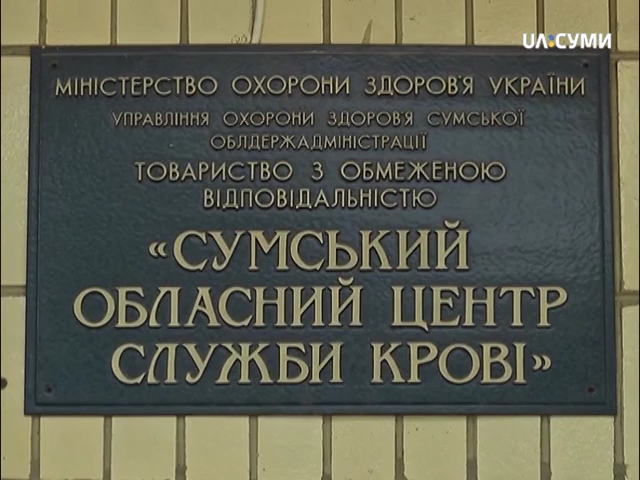 UA:СУМИ
МІНІСТЕРСТВО ОХОРОНИ ЗДОРОВ'Я УКРАЇНИ
УПРАВЛІННЯ ОХОРОНИ ЗДОРОВ'Я СУМСЬКОЇ
ОБЛДЕРЖАДМІНІСТРАЦІЇ
ТОВАРИСТВО З ОБМЕЖЕНОЮ
ВІДПОВІДАЛЬНІСТЮ
«СУМСЬКИЙ
ОБЛАСНИЙ ЦЕНТР
СЛУЖБИ КРОВІ»